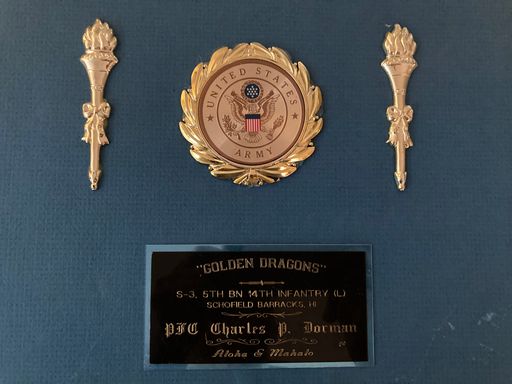 UNITED STATES
ARMY
"GOLDEN DRAGONS"
S-3, 5TH BN 14TH INFANTRY (L)
SCHOFIELD BARRACKS, HI
PFC Charles P. Dorman
Aloha & Mahalo